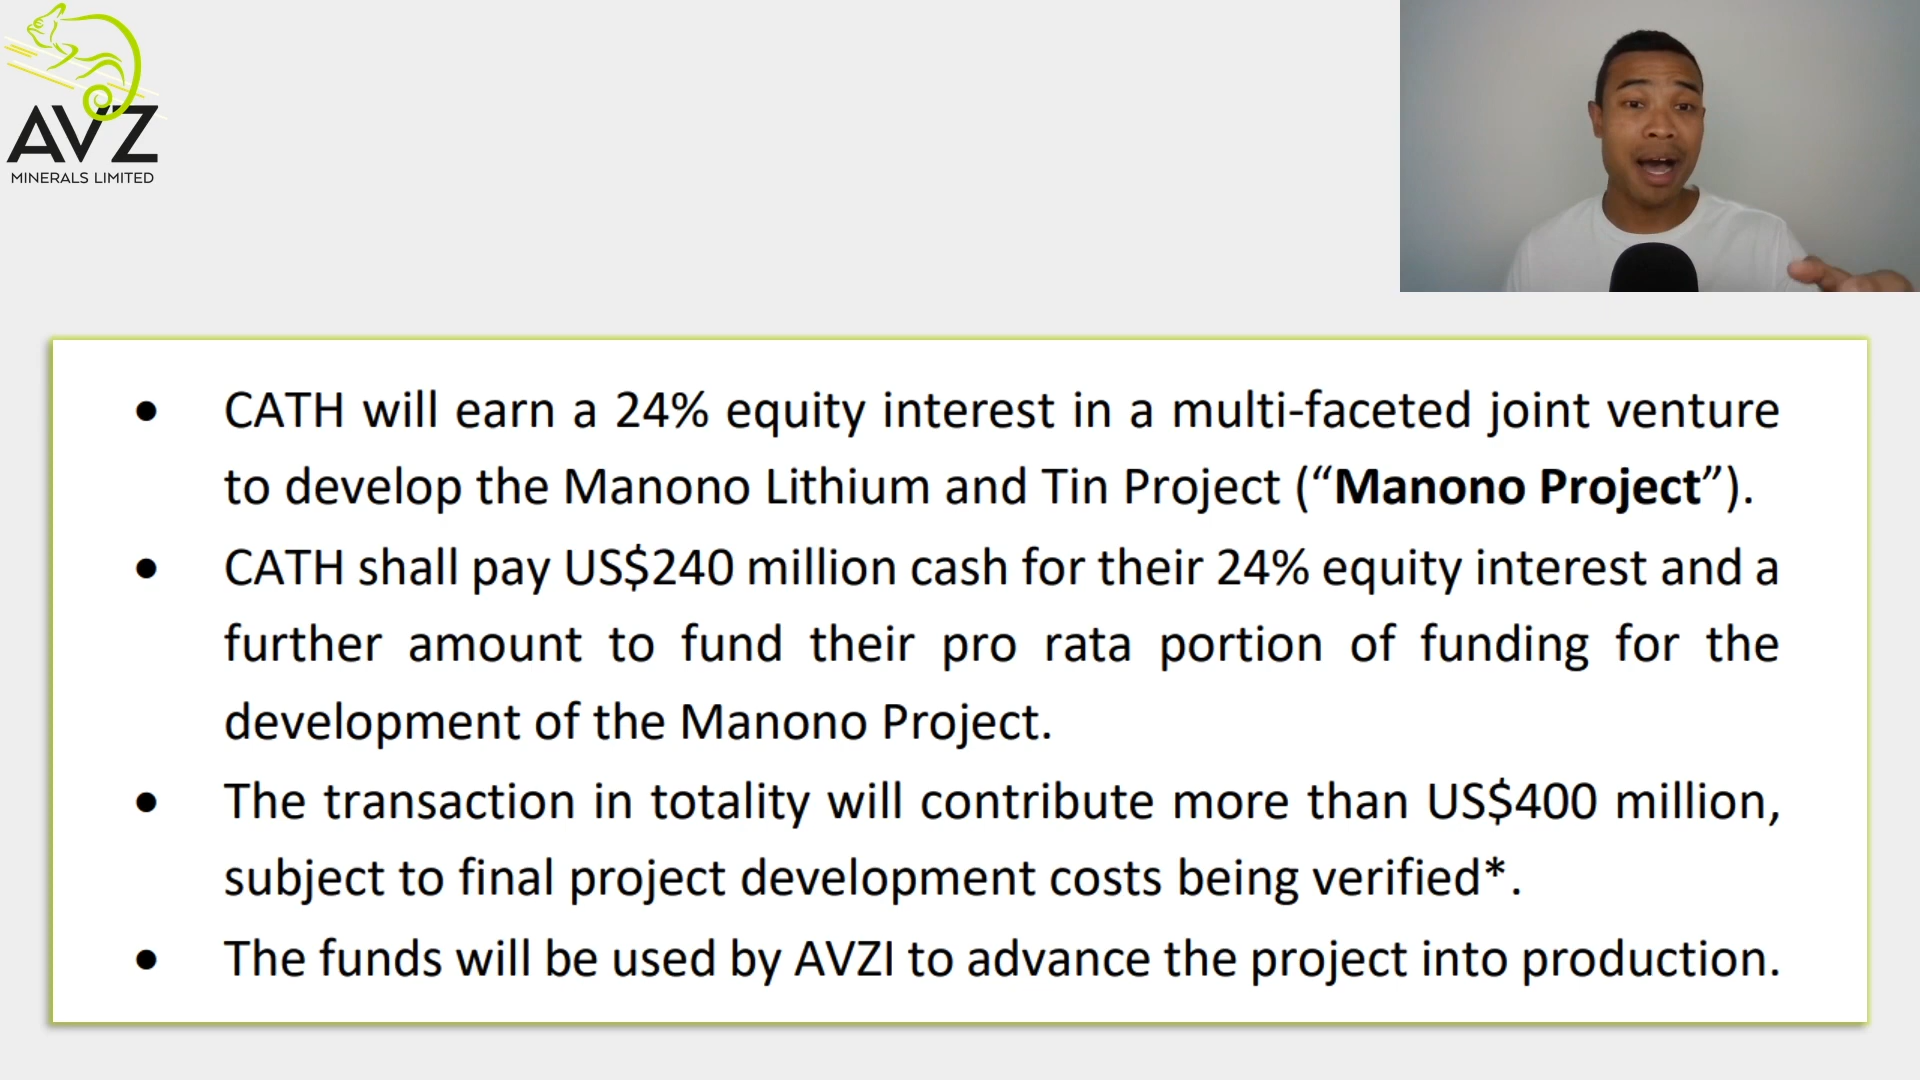 AVZ
MINERALS LIMITED
• CATH will earn a 24% equity interest in a multi-faceted joint venture
to develop the Manono Lithium and Tin Project (“Manono Project”).
• CATH shall pay US$240 million cash for their 24% equity interest and a
further amount to fund their pro rata portion of funding for the
development of the Manono Project.
• The transaction in totality will contribute more than US$400 million,
subject to final project development costs being verified*.
• The funds will be used by AVZI to advance the project into production.